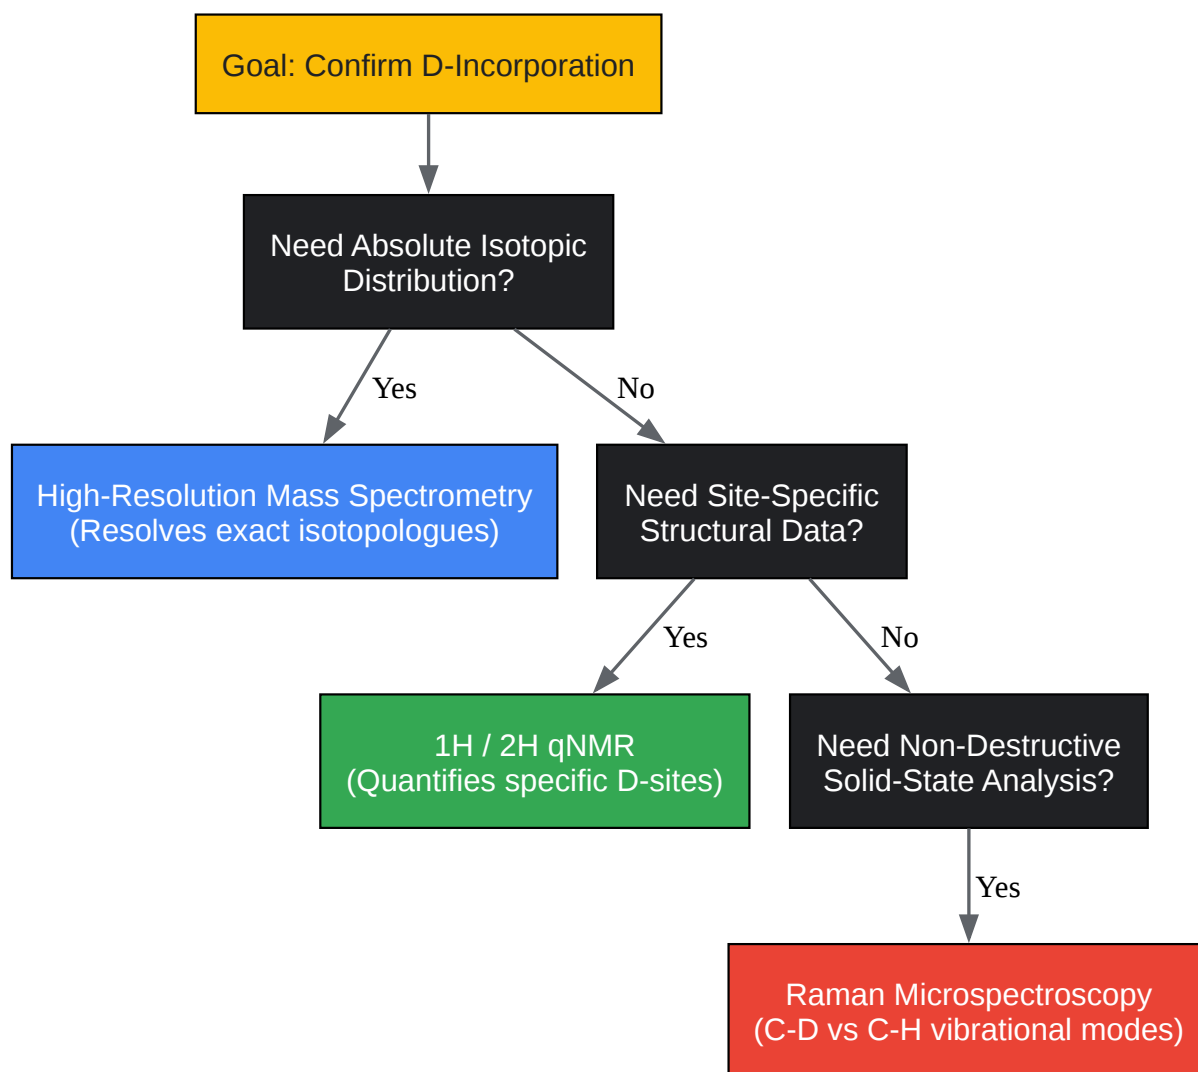 Goal: Confirm D-Incorporation
Need Absolute Isotopic
Distribution?
Yes
No
High-Resolution Mass Spectrometry
(Resolves exact isotopologues)
Need Site-Specific
Structural Data?
Yes
No
1H / 2H qNMR
(Quantifies specific D-sites)
Need Non-Destructive
Solid-State Analysis?
Yes
Raman Microspectroscopy
(C-D vs C-H vibrational modes)